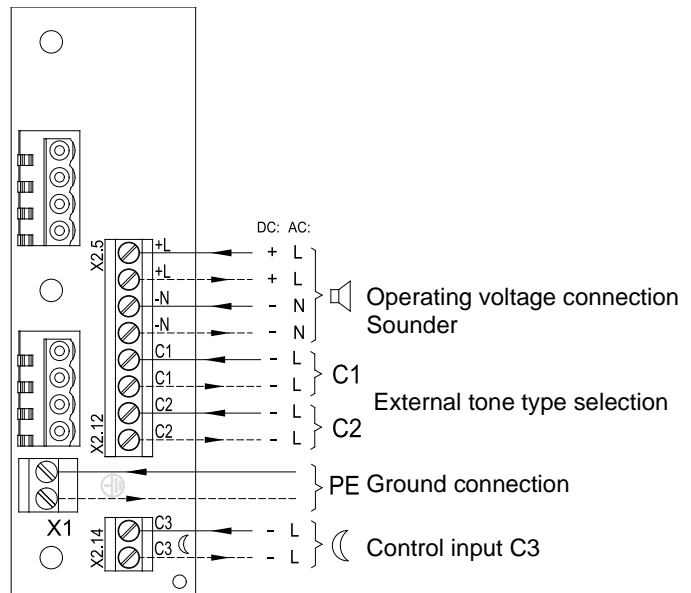 DC: AC:
X2.5
+L + L
+L + L
-N - N
-N - N
Operating voltage connection
Sounder
C1 - L
C1 - L
C1
External tone type selection
C2 - L
C2 - L
C2
X2.12
PE Ground connection
X1
X2.14
C3 - L
C3 - L
Control input C3